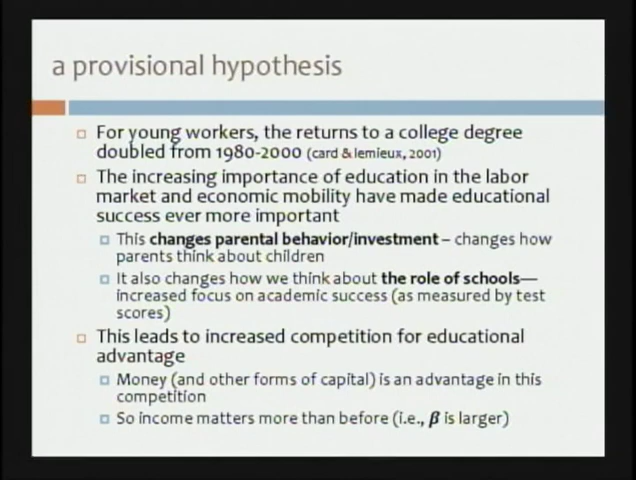 a provisional hypothesis
For young workers, the returns to a college degree
doubled from 1980-2000 (card & lemieux, 2001)
The increasing importance of education in the labor
market and economic mobility have made educational
success ever more important
This changes parental behavior/investment – changes how
parents think about children
It also changes how we think about the role of schools—
increased focus on academic success (as measured by test
scores)
This leads to increased competition for educational
advantage
Money (and other forms of capital) is an advantage in this
competition
So income matters more than before (i.e., β is larger)